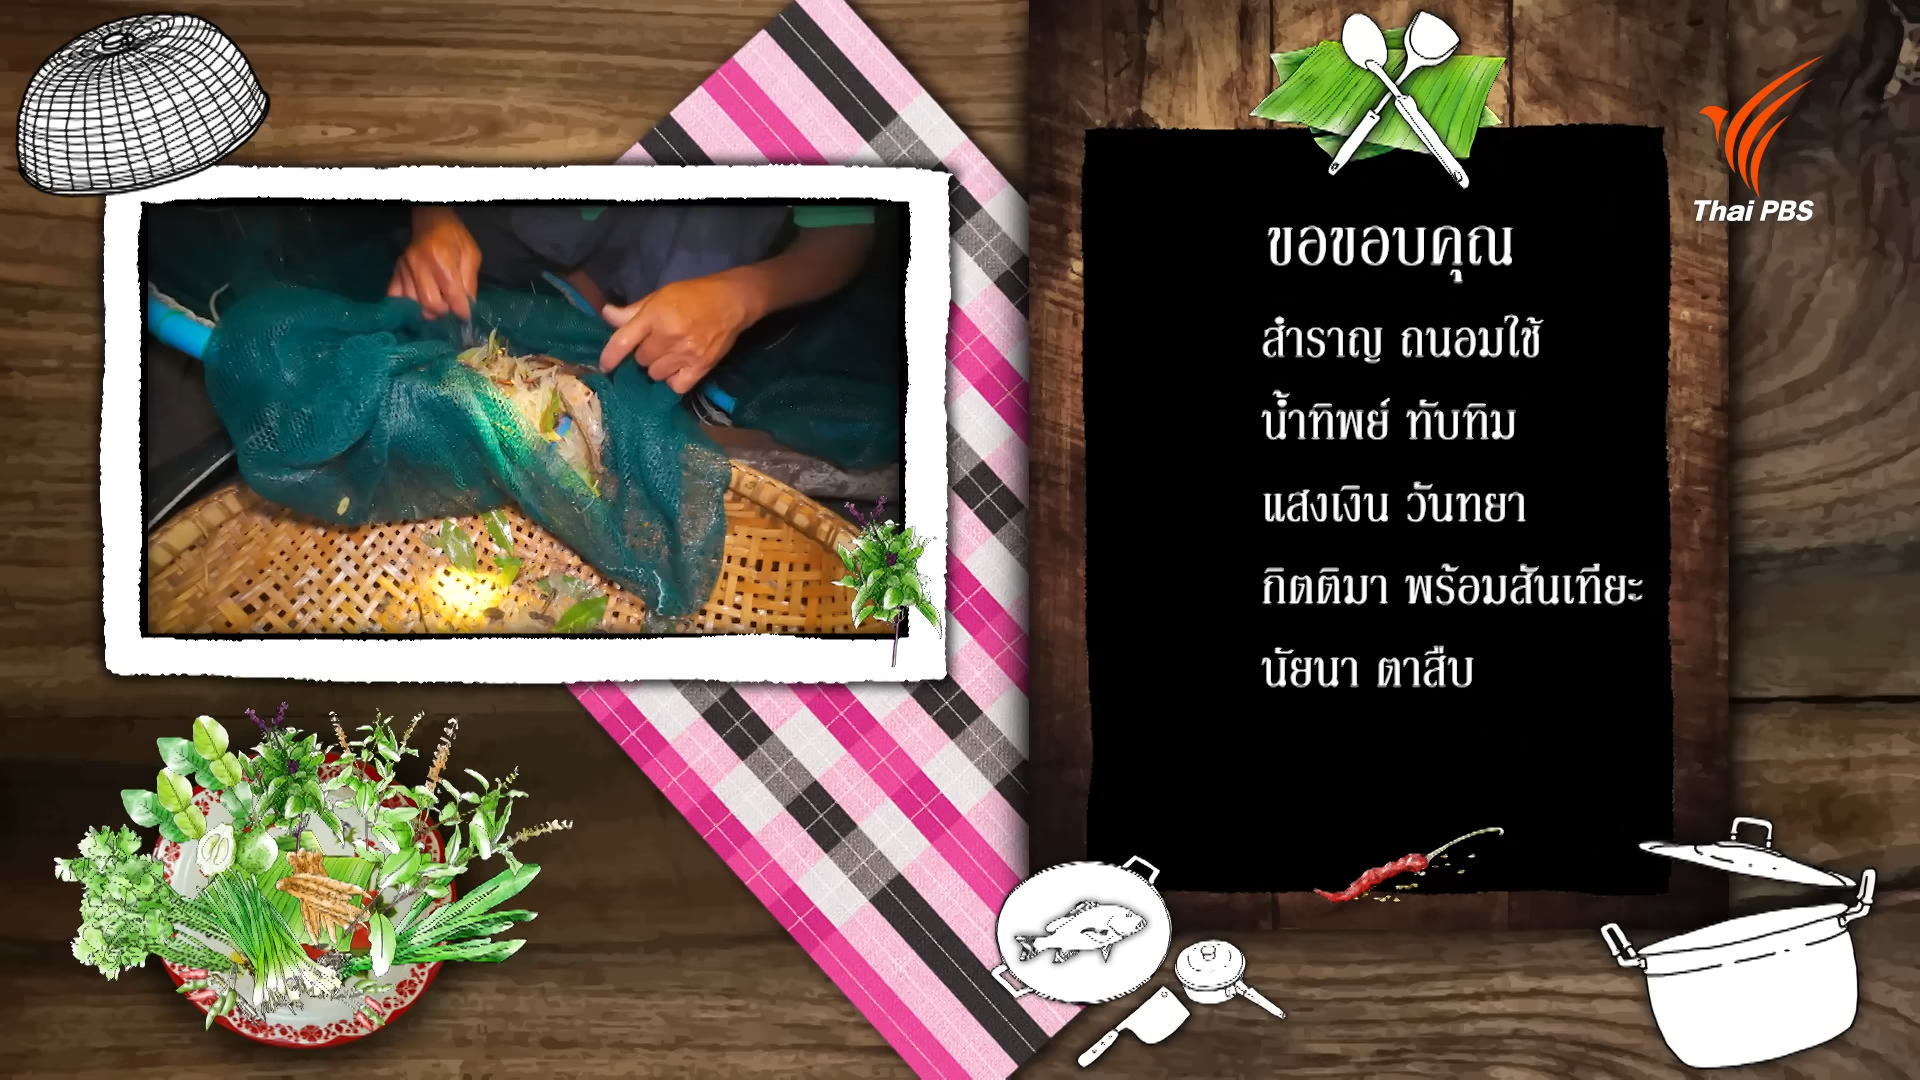 Thai PBS
ขอขอบคุณ
สำราญ ถนอมใช้
น้ำทิพย์ ทับทิม
แสงเงิน วันทยา
กิตติมา พร้อมสันเทียะ
นัยนา ตาสืบ